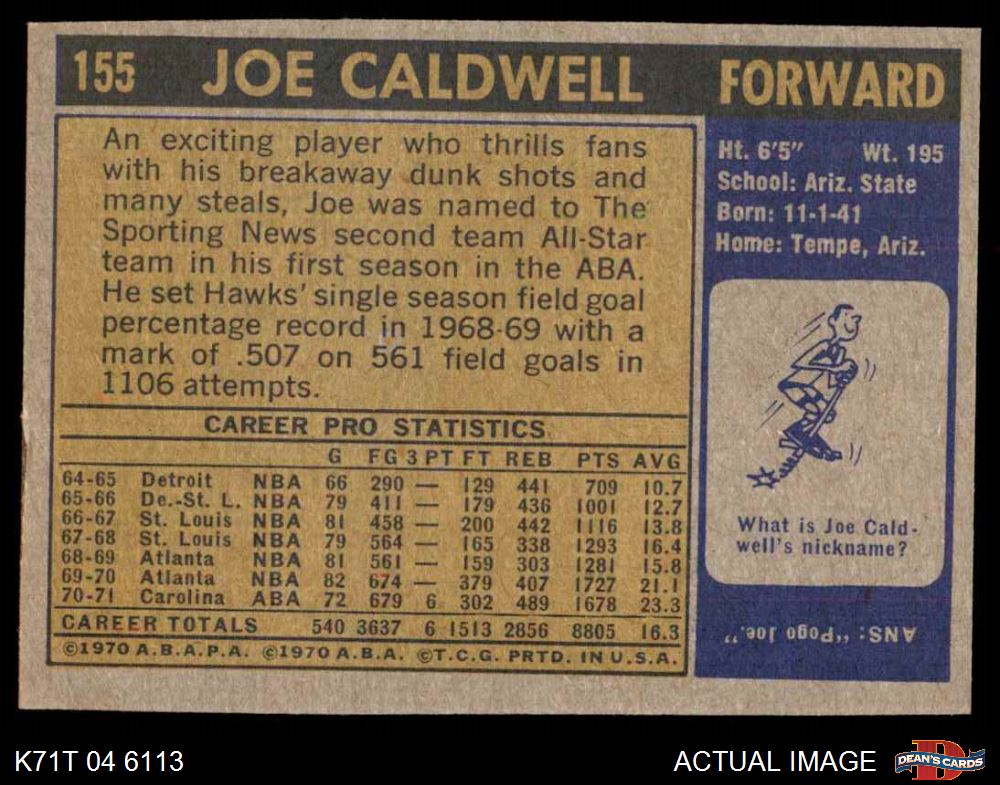 155 JOE CALDWELL FORWARD
An exciting player who thrills fans
with his breakaway dunk shots and
many steals, Joe was named to The
Sporting News second team All-Star
team in his first season in the ABA.
He set Hawks' single season field goal
percentage record in 1968-69 with a
mark of .507 on 561 field goals in
1106 attempts.
Ht. 6'5" Wt. 195
School: Ariz. State
Born: 11-1-41
Home: Tempe, Ariz.
What is Joe Cald-
well's nickname?
ANS: "Pogo Joe."
CAREER PRO STATISTICS
G FG 3 PT FT REB PTS AVG
64-65 Detroit NBA 66 290 — 129 441 709 10.7
65-66 De.-St. L. NBA 79 411 — 179 436 1001 12.7
66-67 St. Louis NBA 81 458 — 200 442 1116 13.8
67-68 St. Louis NBA 79 564 — 165 338 1293 16.4
68-69 Atlanta NBA 81 561 — 159 303 1281 15.8
69-70 Atlanta NBA 82 674 — 379 407 1727 21.1
70-71 Carolina ABA 72 679 6 302 489 1678 23.3
CAREER TOTALS 540 3637 6 1513 2856 8805 16.3
©1970 A.B.A.P.A. ©1970 A.B.A. ©T.C.G. PRTD. IN U.S.A.
K71T 04 6113
ACTUAL IMAGE
D
DEAN'S CARDS